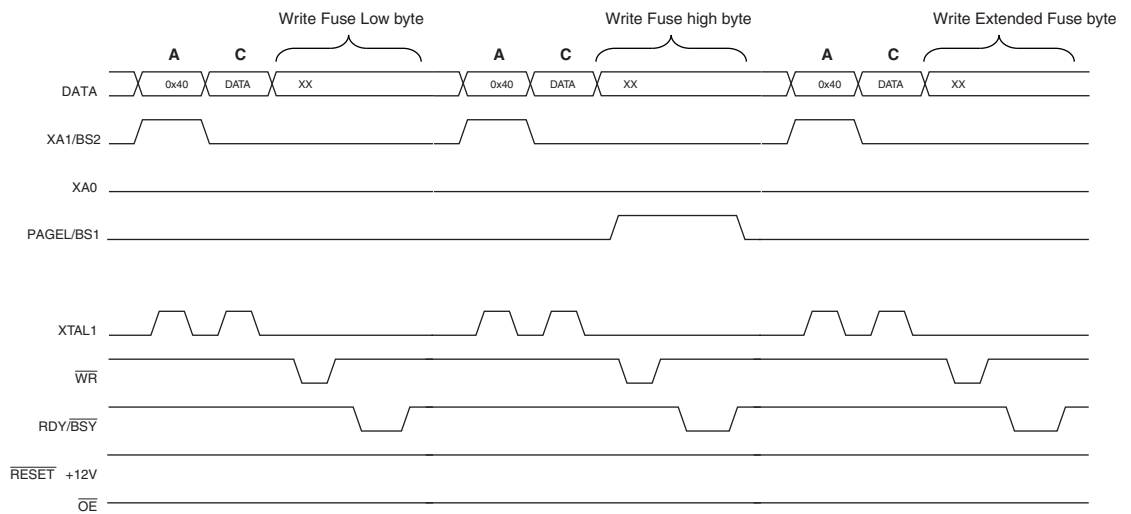 Write Fuse Low byte Write Fuse high byte Write Extended Fuse byte
A C A C A C
DATA 0x40 DATA XX 0x40 DATA XX 0x40 DATA XX
XA1/BS2
XA0
PAGEL/BS1
XTAL1
WR
RDY/BSY
RESET +12V
OE